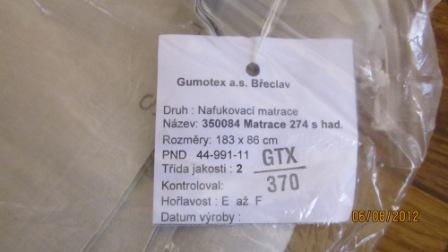 Gumotex a.s. Břeclav
Druh : Nafukovací matrace
Název: 350084 Matrace 274 s had.
Rozměry: 183 x 86 cm
PND 44-991-11 GTX
Třída jakosti : 2
Kontroloval: 370
Hořlavost : E až F
Datum výroby :
06/06/2012